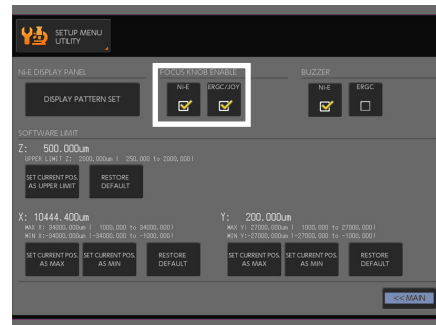 SETUP MENU
UTILITY
NI-E DISPLAY PANEL
FOCUS KNOB ENABLE
BUZZER
DISPLAY PATTERN SET
Ni-E
ERGC/JOY
Ni-E
ERGC
SOFTWARE LIMIT
Z: 500.000um
UPPER LIMIT Z: 2000.000um ( 250.000 to 2000.000)
SET CURRENT POS.
AS UPPER LIMIT
RESTORE
DEFAULT
X: 10444.400um
MAX X: 34000.000um ( 1000.000 to 34000.000)
MIN X:-34000.000um (-34000.000 to -1000.000)
SET CURRENT POS.
AS MAX
SET CURRENT POS.
AS MIN
RESTORE
DEFAULT
Y: 200.000um
MAX Y: 27000.000um ( 1000.000 to 27000.000)
MIN Y:-27000.000um (-27000.000 to -1000.000)
SET CURRENT POS.
AS MAX
SET CURRENT POS.
AS MIN
RESTORE
DEFAULT
<< MAIN